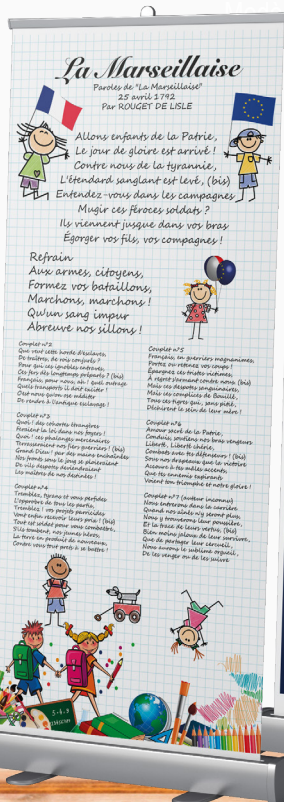 La Marseillaise
Paroles de "La Marseillaise"
25 avril 1792
Par ROUGET DE LISLE
Allons enfants de la Patrie,
Le jour de gloire est arrivé !
Contre nous de la tyrannie,
L'étendard sanglant est levé, (bis)
Entendez-vous dans les campagnes
Mugir ces féroces soldats ?
Ils viennent jusque dans vos bras
Égorger vos fils, vos compagnes !
Refrain
Aux armes, citoyens,
Formez vos bataillons,
Marchons, marchons !
Qu'un sang impur
Abreuve nos sillons !
Couplet n°2
Que veut cette horde d'esclaves,
De traîtres, de rois conjurés ?
Pour qui ces ignobles entraves,
Ces fers dès longtemps préparés ? (bis)
Français, pour nous, ah ! quel outrage
Quels transports il doit exciter !
C'est nous qu'on ose méditer
De rendre à l'antique esclavage !
Couplet n°3
Quoi ! des cohortes étrangères
Feraient la loi dans nos foyers !
Quoi ! ces phalanges mercenaires
Terrasseraient nos fiers guerriers ! (bis)
Grand Dieu ! par des mains enchaînées
Nos fronts sous le joug se ploieraient
De vils despotes deviendraient
Les maîtres de nos destinées !
Couplet n°4
Tremblez, tyrans et vous perfides
L'opprobre de tous les partis,
Tremblez ! vos projets parricides
Vont enfin recevoir leurs prix ! (bis)
Tout est soldat pour vous combattre,
S'ils tombent, nos jeunes héros,
La terre en produit de nouveaux,
Contre vous tout prêts à se battre !
Couplet n°5
Français, en guerriers magnanimes,
Portez ou retenez vos coups !
Épargnez ces tristes victimes,
À regret s'armant contre nous. (bis)
Mais ces despotes sanguinaires,
Mais ces complices de Bouillé,
Tous ces tigres qui, sans pitié,
Déchirent le sein de leur mère !
Couplet n°6
Amour sacré de la Patrie,
Conduis, soutiens nos bras vengeurs
Liberté, Liberté chérie,
Combats avec tes défenseurs ! (bis)
Sous nos drapeaux que la victoire
Accoure à tes mâles accents,
Que tes ennemis expirants
Voient ton triomphe et notre gloire !
Couplet n°7 (auteur inconnu)
Nous entrerons dans la carrière
Quand nos aînés n'y seront plus,
Nous y trouverons leur poussière,
Et la trace de leurs vertus, (bis)
Bien moins jaloux de leur survivre,
Que de partager leur cercueil,
Nous aurons le sublime orgueil,
De les venger ou de les suivre